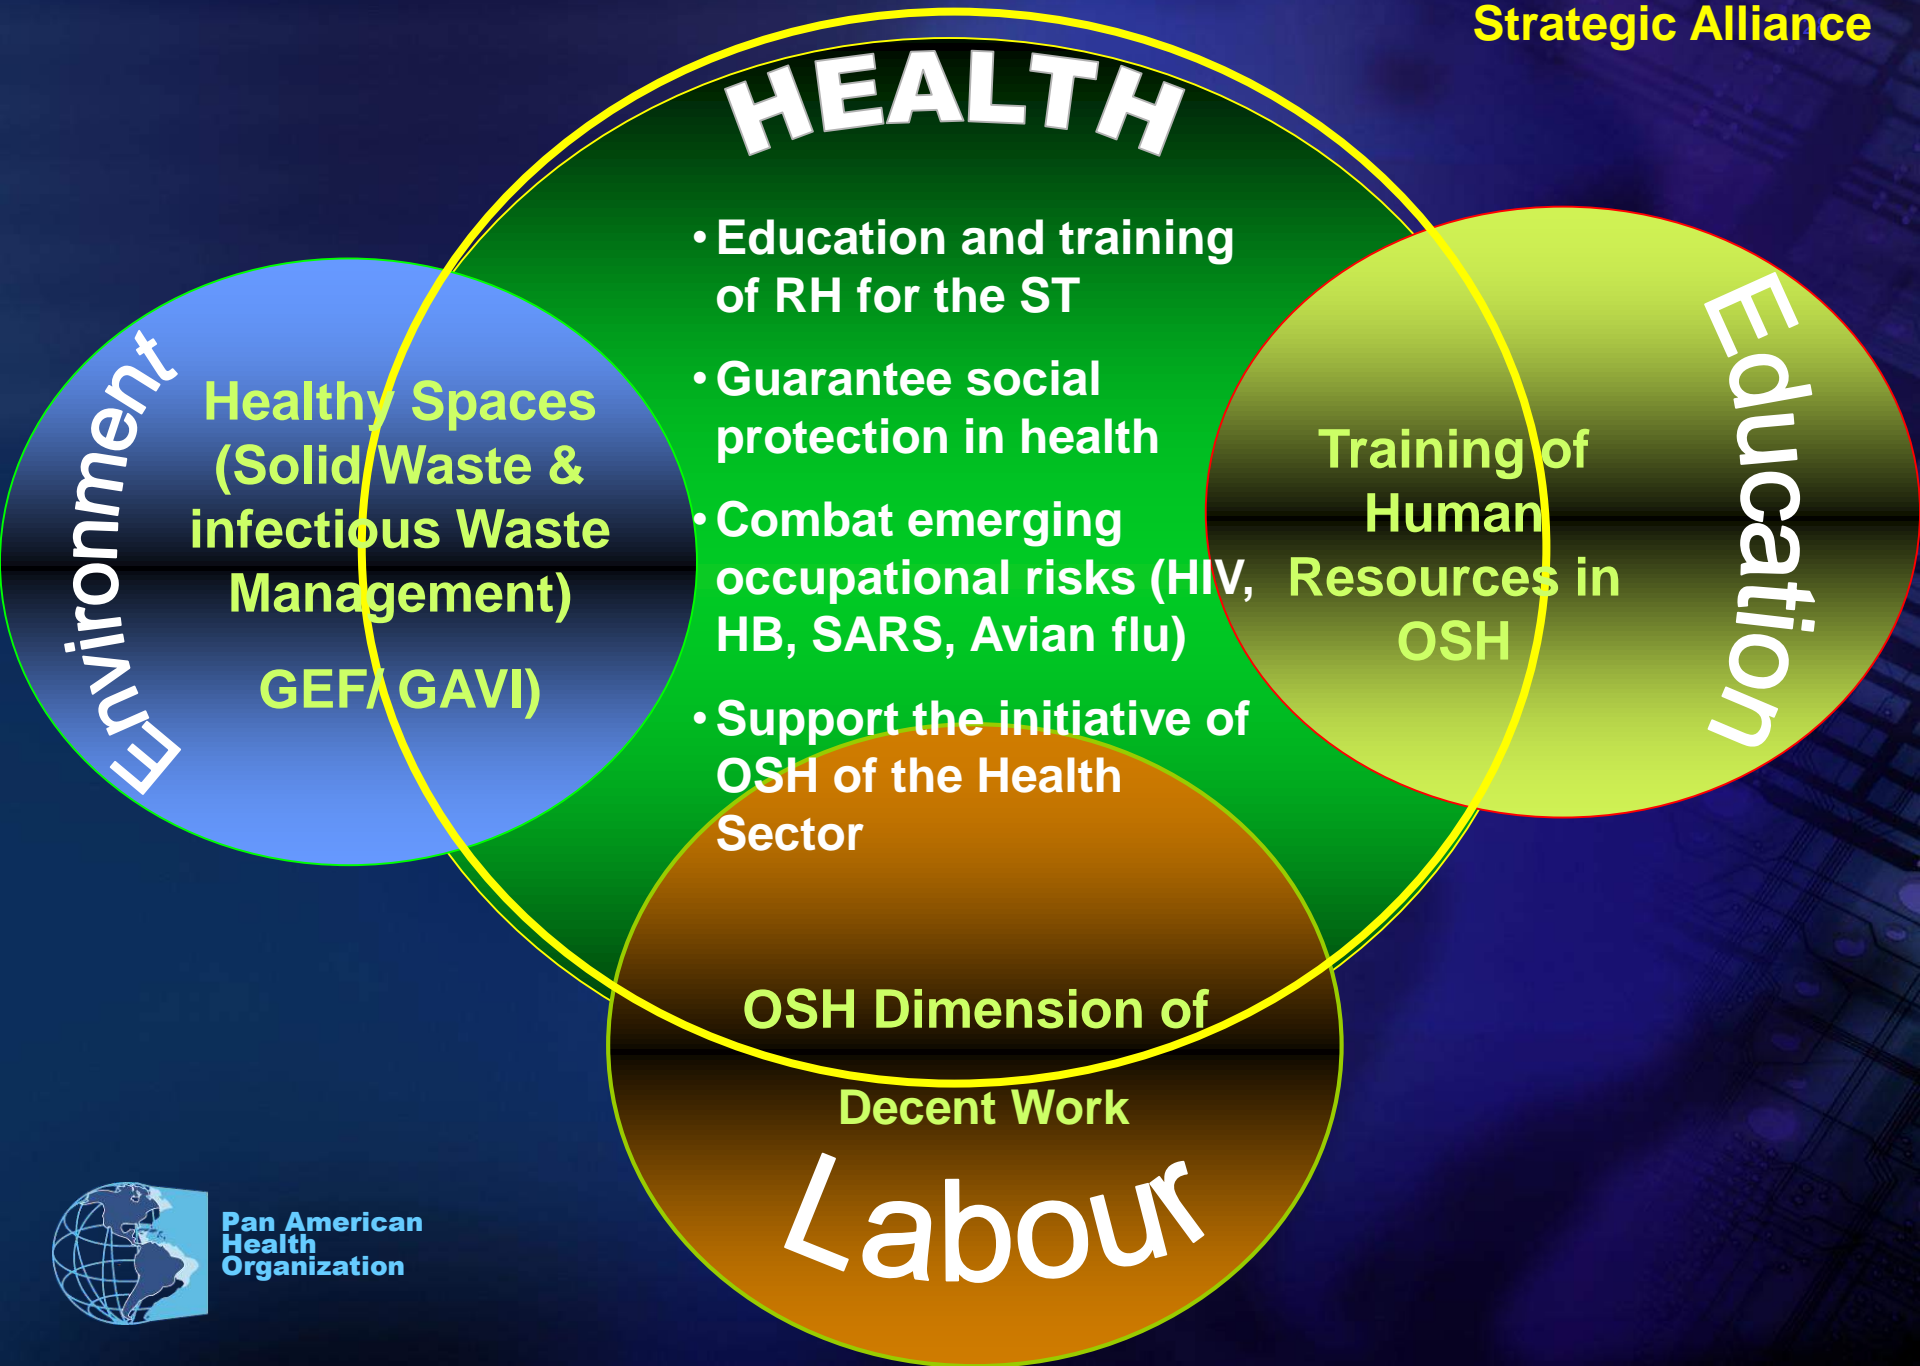 Strategic Alliance
HEALTH
• Education and training
of RH for the ST
• Guarantee social
protection in health
• Combat emerging
occupational risks (HIV,
HB, SARS, Avian flu)
• Support the initiative of
OSH of the Health
Sector
Environment
Healthy Spaces
(Solid Waste &
infectious Waste
Management)
GEF/ GAVI)
Training of
Human
Resources in
OSH
Education
OSH Dimension of
Decent Work
Labour
Pan American
Health
Organization